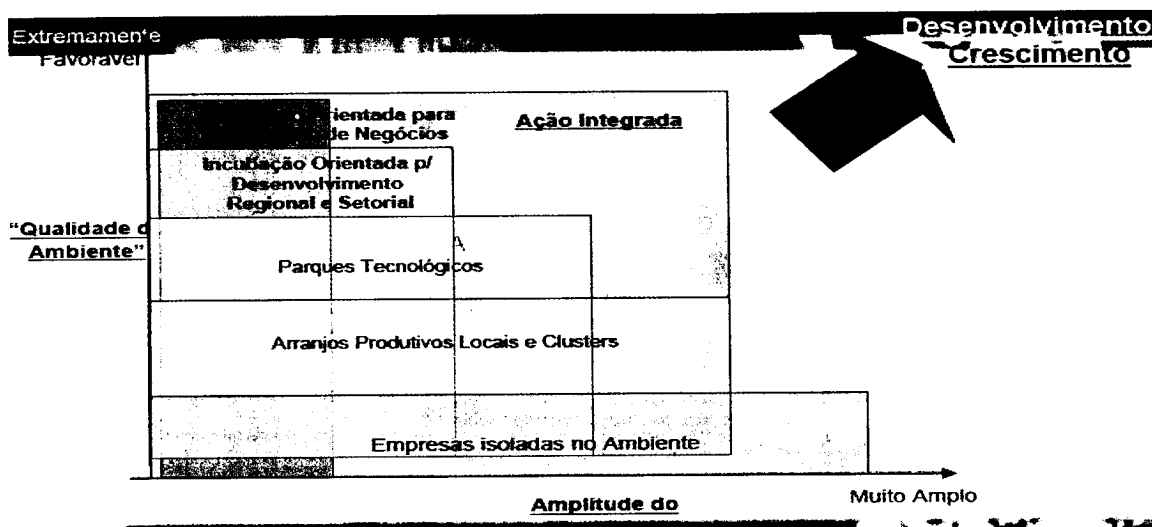 Extremamente
Favorável
Desenvolvimento
Crescimento
rientada para
de Negócios
Ação Integrada
Incubação Orientada p/
Desenvolvimento
Regional e Setorial
"Qualidade d
Ambiente"
Parques Tecnológicos
Arranjos Produtivos Locais e Clusters
Empresas isoladas no Ambiente
Muito Amplo
Amplitude do